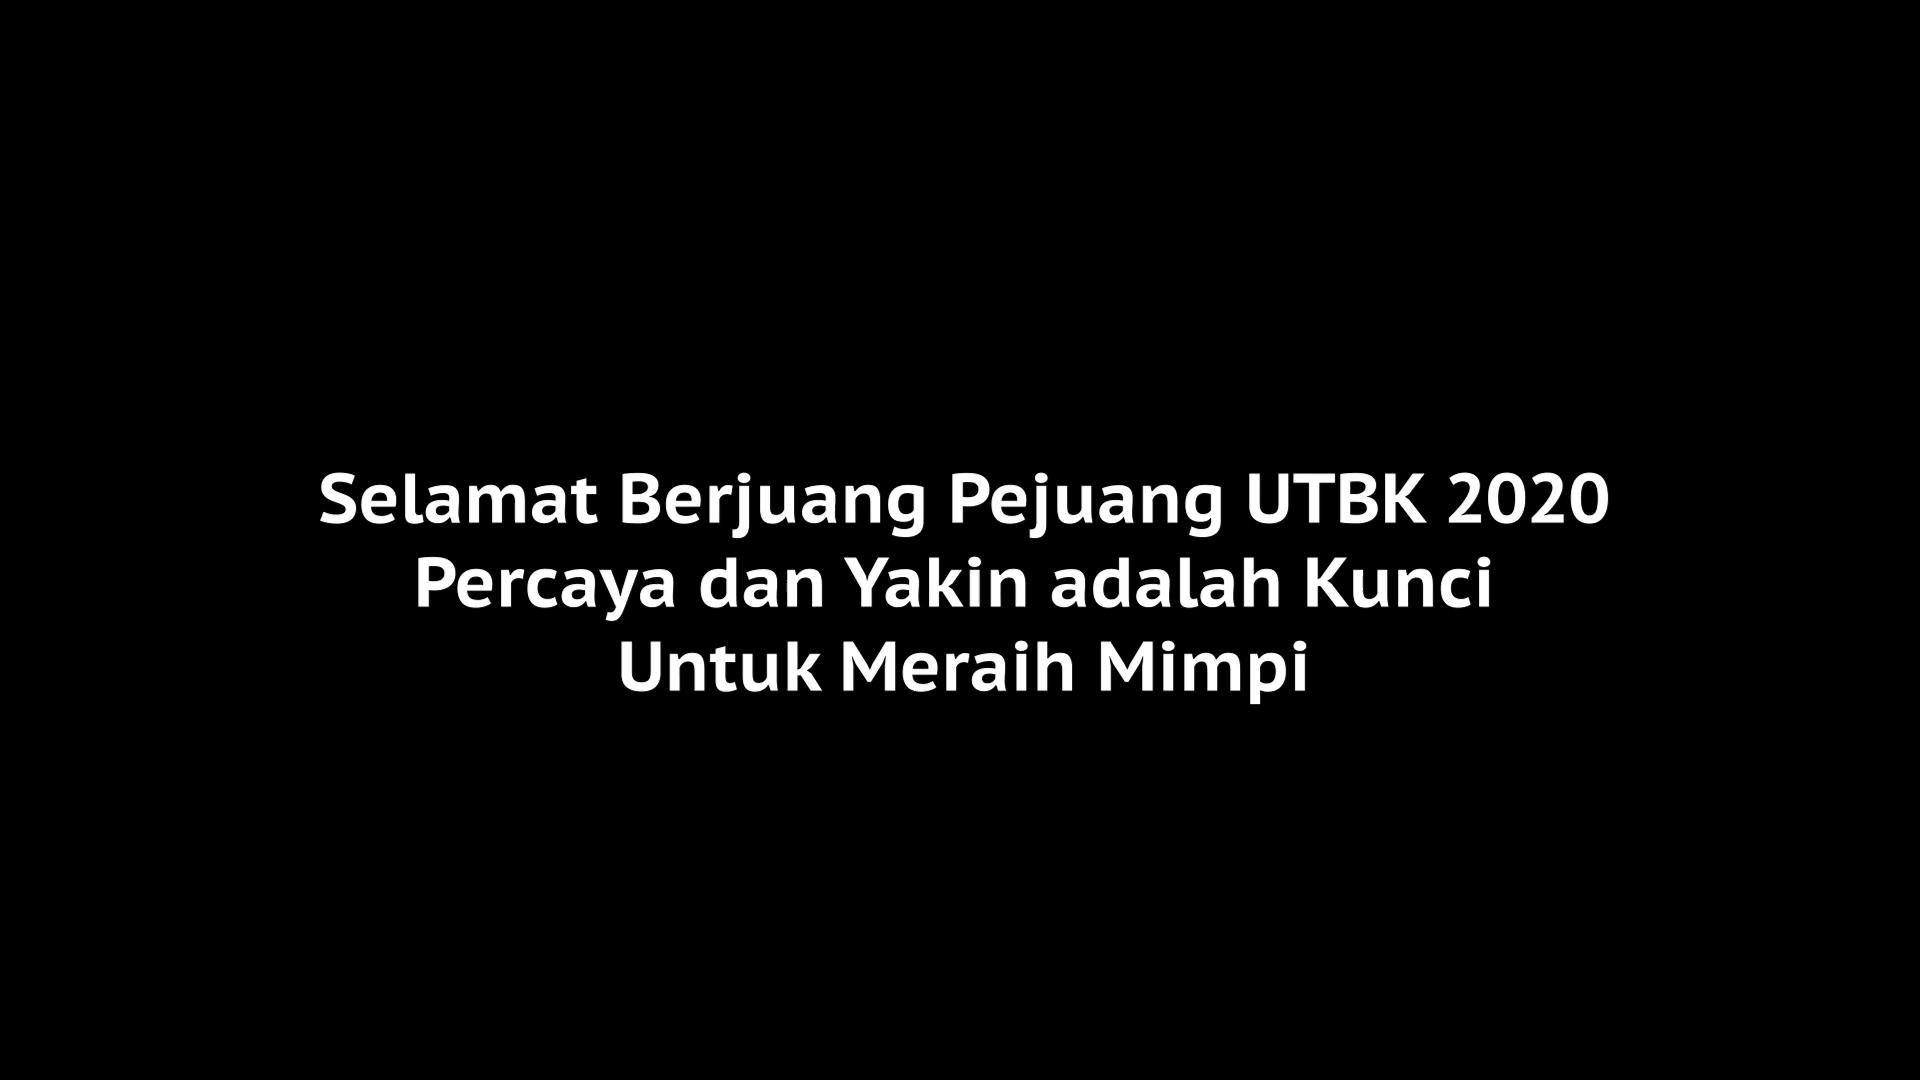 Selamat Berjuang Pejuang UTBK 2020
Percaya dan Yakin adalah Kunci
Untuk Meraih Mimpi